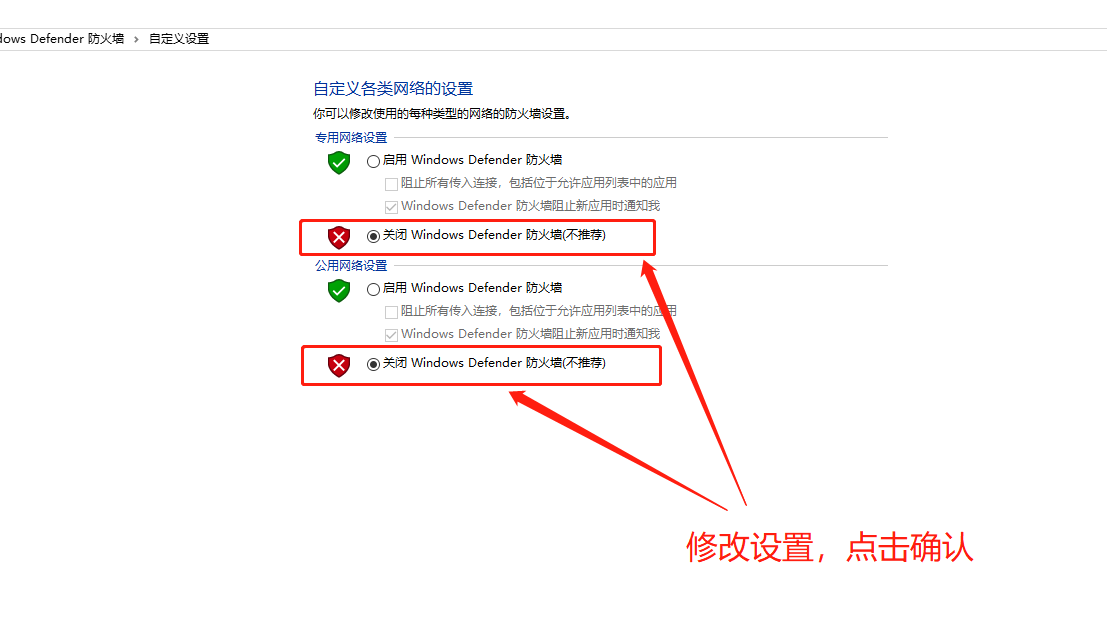 dows Defender 防火墙 › 自定义设置
自定义各类网络的设置
你可以修改使用的每种类型的网络的防火墙设置。
专用网络设置
启用 Windows Defender 防火墙
阻止所有传入连接，包括位于允许应用列表中的应用
Windows Defender 防火墙阻止新应用时通知我
关闭 Windows Defender 防火墙(不推荐)
公用网络设置
启用 Windows Defender 防火墙
阻止所有传入连接，包括位于允许应用列表中的应用
Windows Defender 防火墙阻止新应用时通知我
关闭 Windows Defender 防火墙(不推荐)
修改设置，点击确认